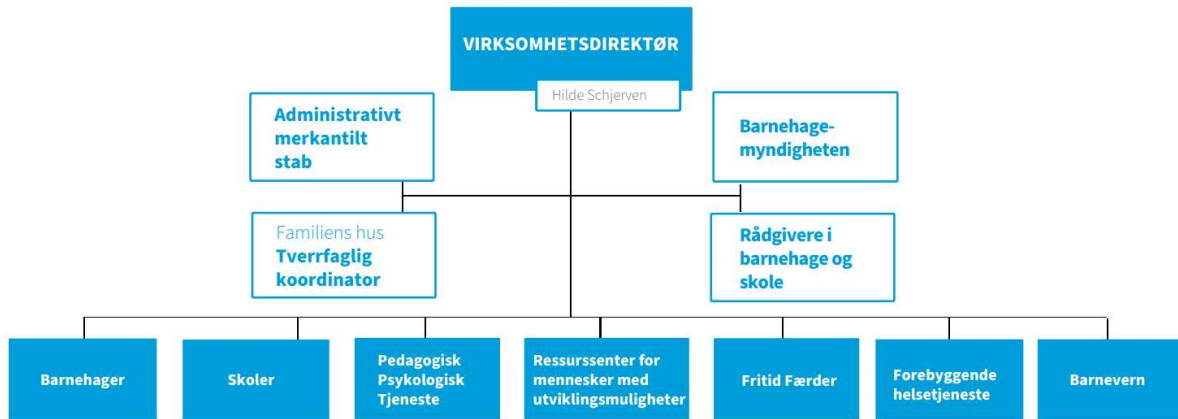 VIRKSOMHETSDIREKTØR
Hilde Schjerven
Administrativt
merkantilt
stab
Barnehage-
myndigheten
Familiens hus
Tverrfaglig
koordinator
Rådgivere i
barnehage og
skole
Barnehager
Skoler
Pedagogisk
Psykologisk
Tjeneste
Ressurssenter for
mennesker med
utviklingsmuligheter
Fritid Færder
Forebyggende
helsetjeneste
Barnevern